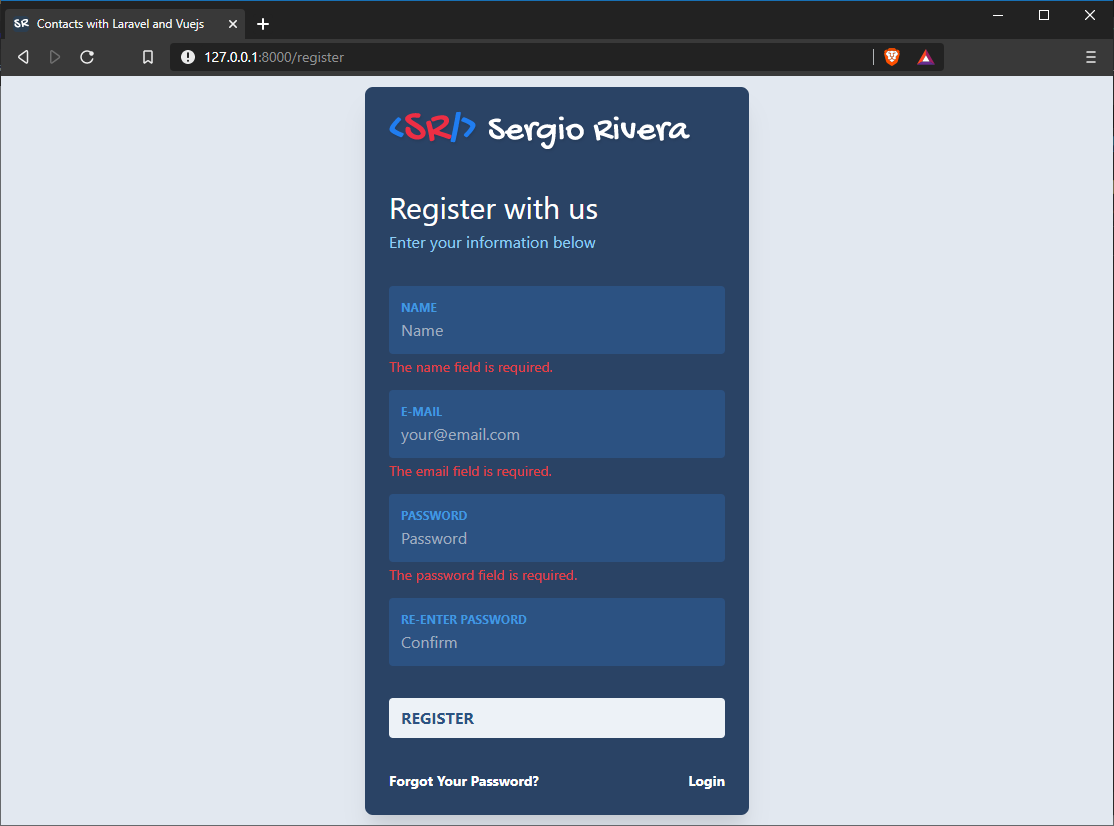 SR Contacts with Laravel and Vuejs
127.0.0.1:8000/register
<SR/> Sergio Rivera
Register with us
Enter your information below
NAME
Name
The name field is required.
E-MAIL
your@email.com
The email field is required.
PASSWORD
Password
The password field is required.
RE-ENTER PASSWORD
Confirm
REGISTER
Forgot Your Password? Login